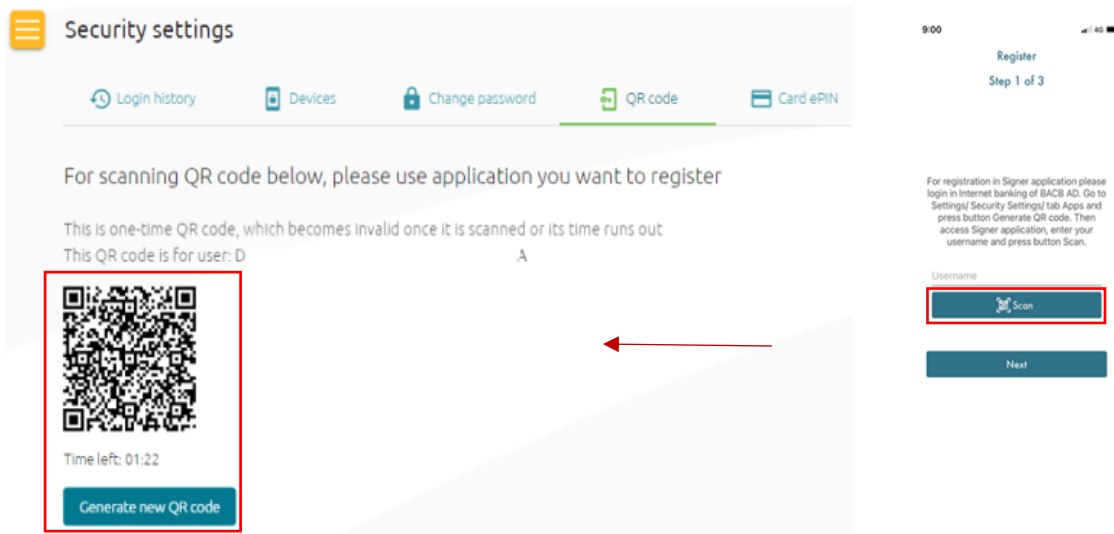 Security settings
Login history
Devices
Change password
QR code
Card ePIN
For scanning QR code below, please use application you want to register
This is one-time QR code, which becomes invalid once it is scanned or its time runs out
This QR code is for user: D A
Time left: 01:22
Generate new QR code
9:00
4G
Register
Step 1 of 3
For registration in Signer application please
login in Internet banking of BACB AD. Go to
Settings/ Security Settings/ tab Apps and
press button Generate QR code. Then
access Signer application, enter your
username and press button Scan.
Username
Scan
Next